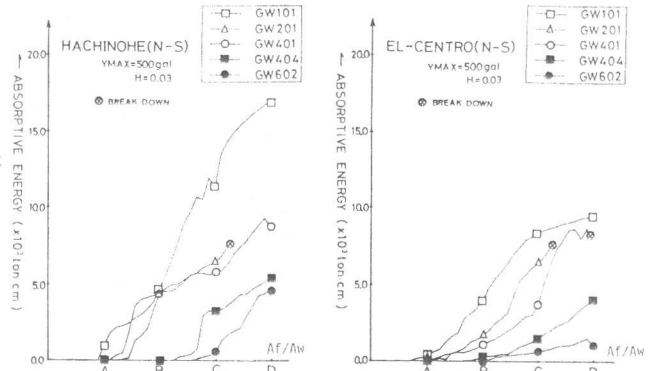 GW101
GW201
GW401
GW404
GW602
HACHINOHE(N-S)
YMAX=500gal
H=0.03
BREAK DOWN
ABSORPTIVE ENERGY (x10³ton·cm)
20.0
15.0
10.0
5.0
0.0
A
B
C
D
Af/Aw
GW101
GW201
GW401
GW404
GW602
EL-CENTRO(N-S)
YMAX=500gal
H=0.03
BREAK DOWN
ABSORPTIVE ENERGY (x10³ton·cm)
20.0
15.0
10.0
5.0
0.0
A
B
C
D
Af/Aw